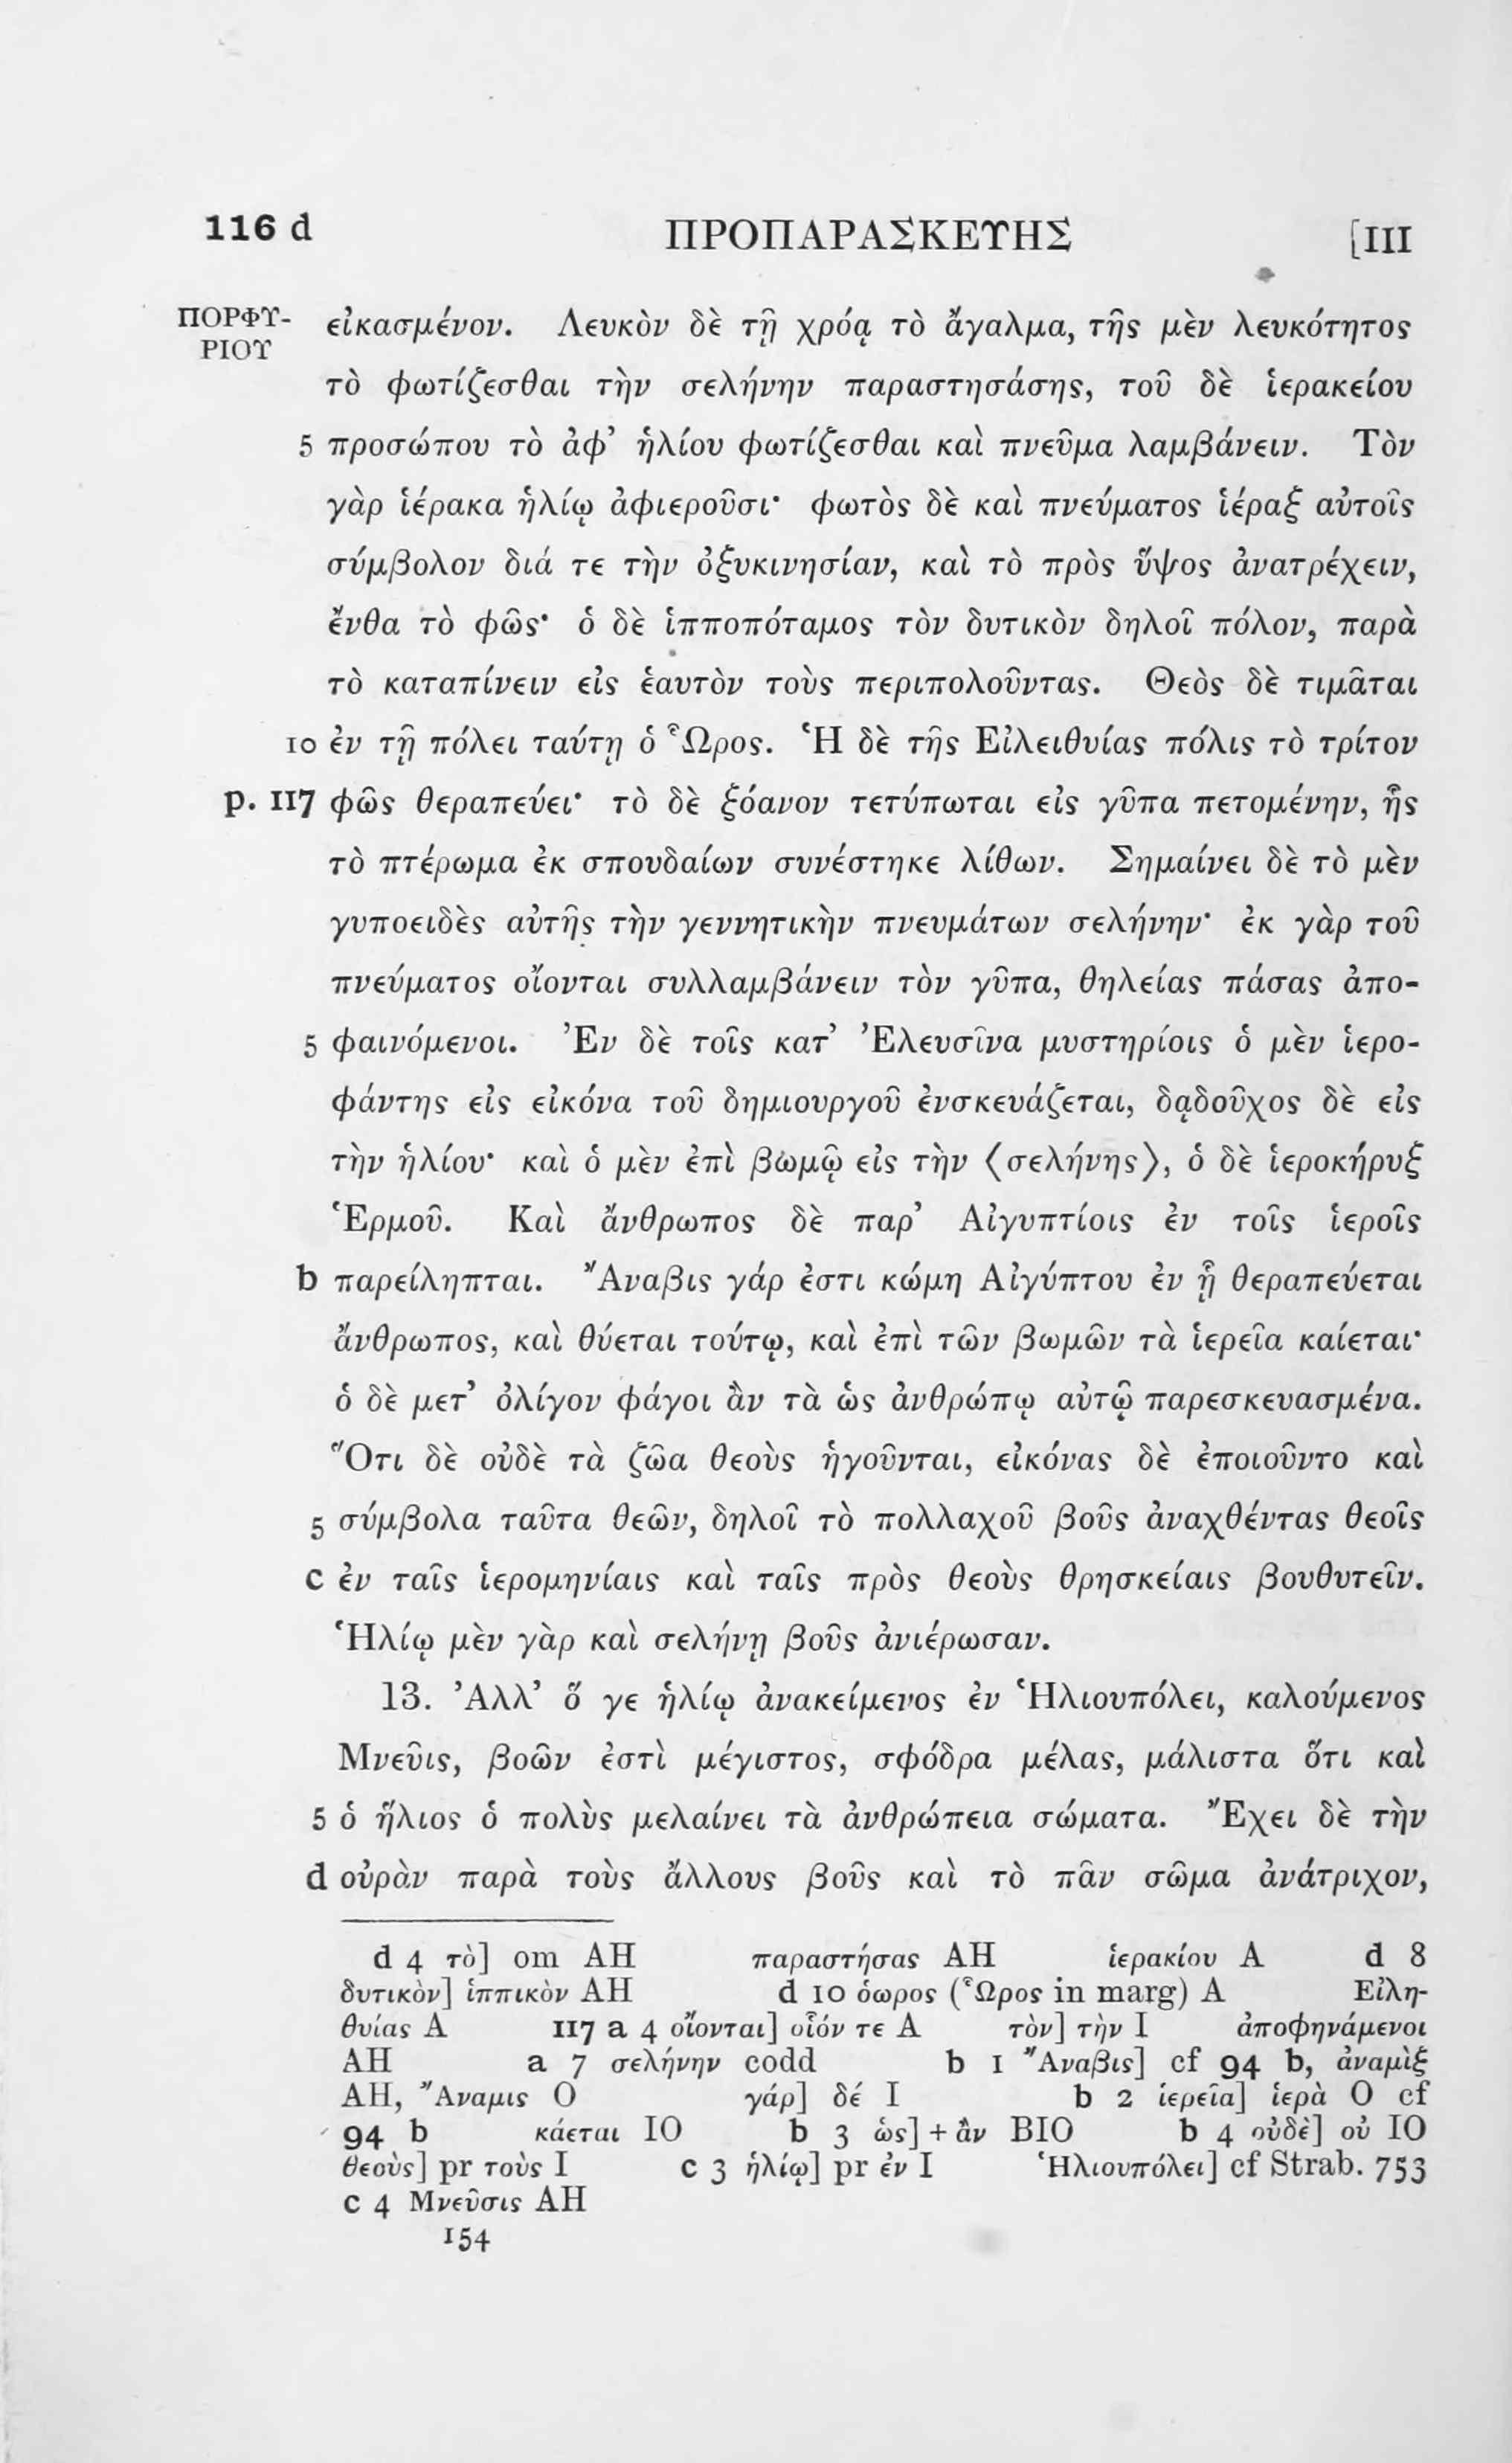 116 d ΠΡΟΠΑΡΑΣΚΕΥΗΣ [III
ΠΟΡΦΥ- εἰκασμένον. Λευκὸν δὲ τῇ χρόᾳ τὸ ἄγαλμα, τῆς μὲν λευκότητος
ΡΙΟΥ
τὸ φωτίζεσθαι τὴν σελήνην παραστησάσης, τοῦ δὲ ἱερακείου
5 προσώπου τὸ ἀφ’ ἡλίου φωτίζεσθαι καὶ πνεῦμα λαμβάνειν. Τὸν
γὰρ ἱέρακα ἡλίῳ ἀφιεροῦσι· φωτὸς δὲ καὶ πνεύματος ἱέραξ αὐτοῖς
σύμβολον διά τε τὴν ὀξυκινησίαν, καὶ τὸ πρὸς ὕψος ἀνατρέχειν,
ἔνθα τὸ φῶς· ὁ δὲ ἱπποπόταμος τὸν δυτικὸν δηλοῖ πόλον, παρὰ
τὸ καταπίνειν εἰς ἑαυτὸν τοὺς περιπολοῦντας. Θεὸς δὲ τιμᾶται
10 ἐν τῇ πόλει ταύτῃ ὁ Ὧρος. Ἡ δὲ τῆς Εἰλειθυίας πόλις τὸ τρίτον
p. 117 φῶς θεραπεύει· τὸ δὲ ξόανον τετύπωται εἰς γῦπα πετομένην, ἧς
τὸ πτέρωμα ἐκ σπουδαίων συνέστηκε λίθων. Σημαίνει δὲ τὸ μὲν
γυποειδὲς αὐτῆς τὴν γεννητικὴν πνευμάτων σελήνην· ἐκ γὰρ τοῦ
πνεύματος οἴονται συλλαμβάνειν τὸν γῦπα, θηλείας πάσας ἀπο-
5 φαινόμενοι. Ἐν δὲ τοῖς κατ’ Ἐλευσῖνα μυστηρίοις ὁ μὲν ἱερο-
φάντης εἰς εἰκόνα τοῦ δημιουργοῦ ἐνσκευάζεται, δᾳδοῦχος δὲ εἰς
τὴν ἡλίου· καὶ ὁ μὲν ἐπὶ βωμῷ εἰς τὴν ⟨σελήνης⟩, ὁ δὲ ἱεροκήρυξ
Ἑρμοῦ. Καὶ ἄνθρωπος δὲ παρ’ Αἰγυπτίοις ἐν τοῖς ἱεροῖς
b παρείληπται. Ἄναβις γάρ ἐστι κώμη Αἰγύπτου ἐν ᾗ θεραπεύεται
ἄνθρωπος, καὶ θύεται τούτῳ, καὶ ἐπὶ τῶν βωμῶν τὰ ἱερεῖα καίεται·
ὁ δὲ μετ’ ὀλίγον φάγοι ἂν τὰ ὡς ἀνθρώπῳ αὐτῷ παρεσκευασμένα.
Ὅτι δὲ οὐδὲ τὰ ζῶα θεοὺς ἡγοῦνται, εἰκόνας δὲ ἐποιοῦντο καὶ
5 σύμβολα ταῦτα θεῶν, δηλοῖ τὸ πολλαχοῦ βοῦς ἀναχθέντας θεοῖς
c ἐν ταῖς ἱερομηνίαις καὶ ταῖς πρὸς θεοὺς θρησκείαις βουθυτεῖν.
Ἡλίῳ μὲν γὰρ καὶ σελήνῃ βοῦς ἀνιέρωσαν.
13. Ἀλλ’ ὅ γε ἡλίῳ ἀνακείμενος ἐν Ἡλιουπόλει, καλούμενος
Μνεῦις, βοῶν ἐστὶ μέγιστος, σφόδρα μέλας, μάλιστα ὅτι καὶ
5 ὁ ἥλιος ὁ πολὺς μελαίνει τὰ ἀνθρώπεια σώματα. Ἔχει δὲ τὴν
d οὐρὰν παρὰ τοὺς ἄλλους βοῦς καὶ τὸ πᾶν σῶμα ἀνάτριχον,
d 4 τὸ] om AH παραστήσας AH ἱερακίου A d 8
δυτικὸν] ἱππικὸν AH d 10 ὁωρος (Ὧρος in marg) A Εἰλη-
θυίας A 117 a 4 οἴονται] οἷόν τε A τὸν] τὴν I ἀποφηνάμενοι
AH a 7 σελήνην codd b 1 Ἄναβις] cf 94 b, ἀναμὶξ
AH, Ἄναμις O γάρ] δέ I b 2 ἱερεῖα] ἱερὰ O cf
94 b κάεται IO b 3 ὡς] + ἂν BIO b 4 οὐδὲ] οὐ IO
θεοὺς] pr τοὺς I c 3 ἡλίῳ] pr ἐν I Ἡλιουπόλει] cf Strab. 753
c 4 Μνεῦσις AH
154